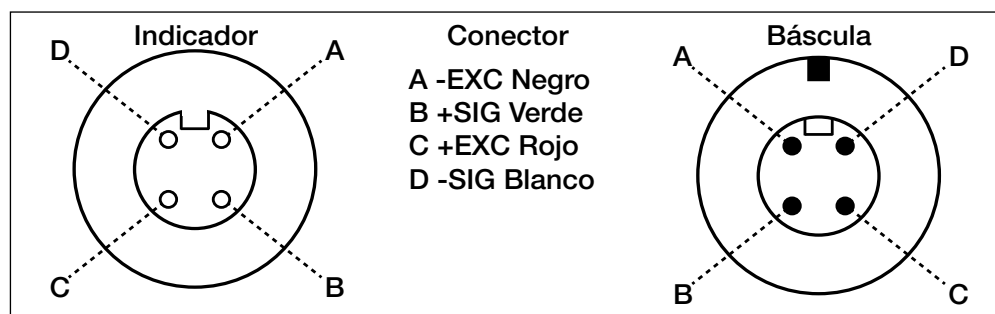 Indicador
D
A
C
B
Conector
A -EXC Negro
B +SIG Verde
C +EXC Rojo
D -SIG Blanco
Báscula
A
D
B
C